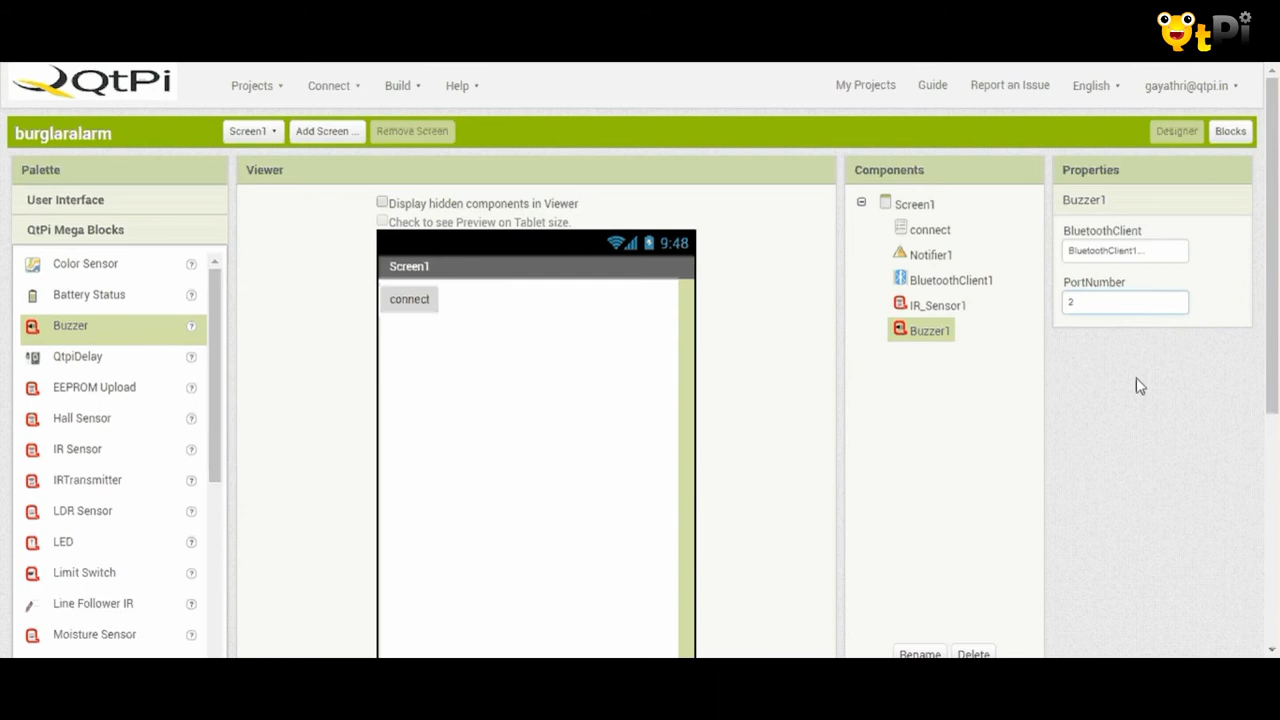 QtPi
QtPi
Projects
Connect
Build
Help
My Projects
Guide
Report an Issue
English
gayathri@qtpi.in
burglaralarm
Screen1
Add Screen ...
Remove Screen
Designer
Blocks
Palette
User Interface
QtPi Mega Blocks
Color Sensor
?
Battery Status
?
Buzzer
?
QtpiDelay
?
EEPROM Upload
?
Hall Sensor
?
IR Sensor
?
IRTransmitter
?
LDR Sensor
?
LED
?
Limit Switch
?
Line Follower IR
?
Moisture Sensor
?
Viewer
Display hidden components in Viewer
Check to see Preview on Tablet size.
9:48
Screen1
connect
Components
Screen1
connect
Notifier1
BluetoothClient1
IR_Sensor1
Buzzer1
Rename
Delete
Properties
Buzzer1
BluetoothClient
BluetoothClient1...
PortNumber
2